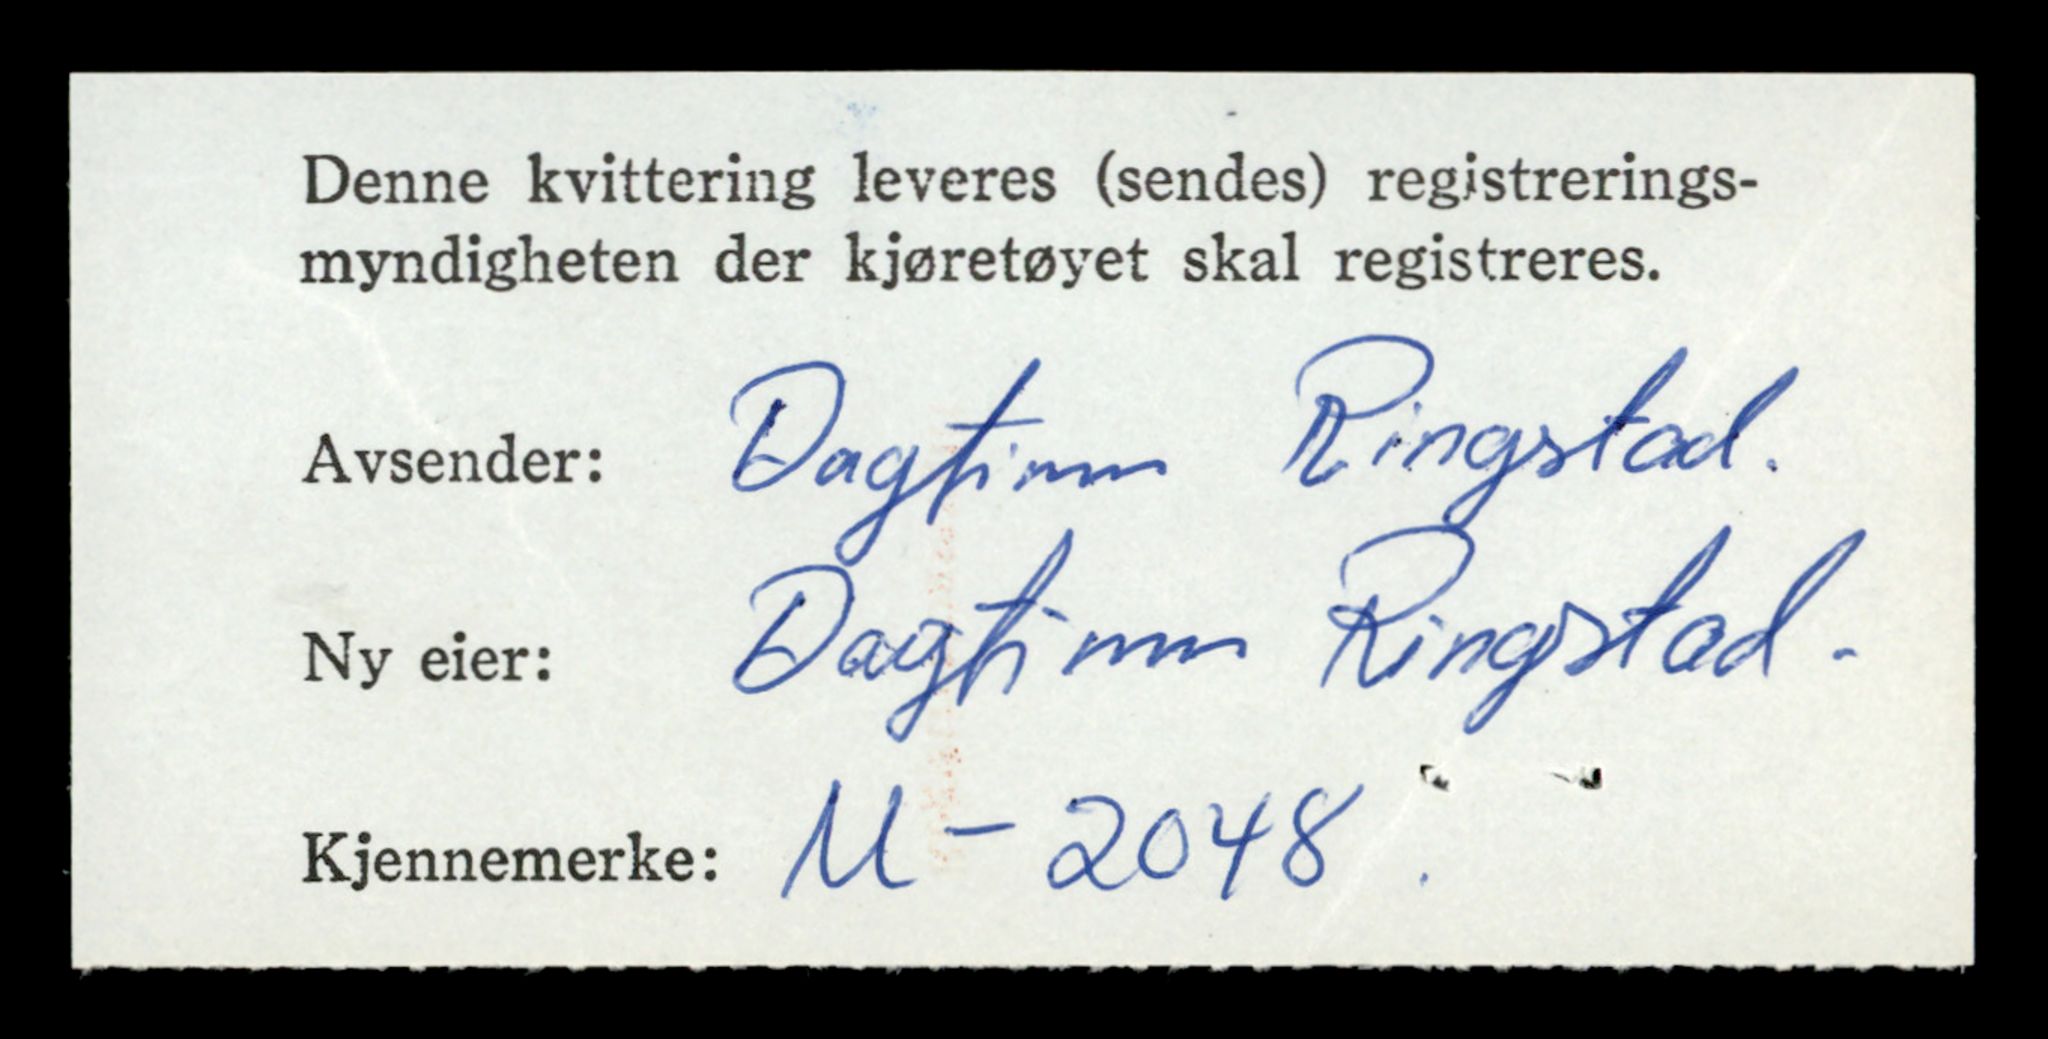 Denne kvittering leveres (sendes) registrerings-
myndigheten der kjøretøyet skal registreres.
Avsender: Dagfinn Ringstad.
Ny eier: Dagfinn Ringstad.
Kjennemerke: U-2048.